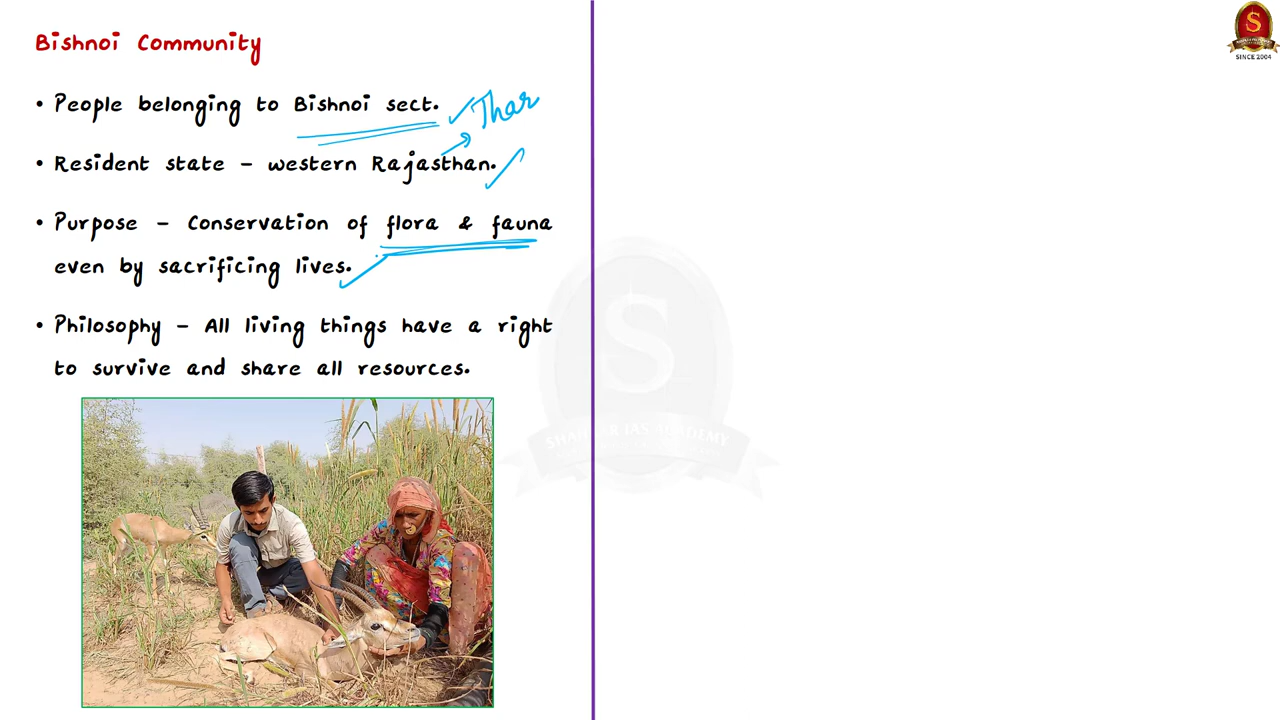 Bishnoi Community
• People belonging to Bishnoi sect.
Thar
• Resident state – western Rajasthan.
• Purpose – Conservation of flora & fauna
even by sacrificing lives.
• Philosophy – All living things have a right
to survive and share all resources.
S
SINCE 2004
S